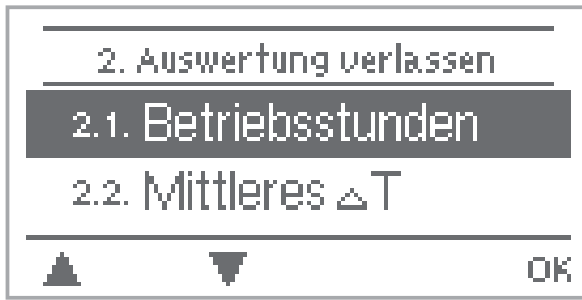 2. Auswertung verlassen
2.1. Betriebsstunden
2.2. Mittleres △T
OK